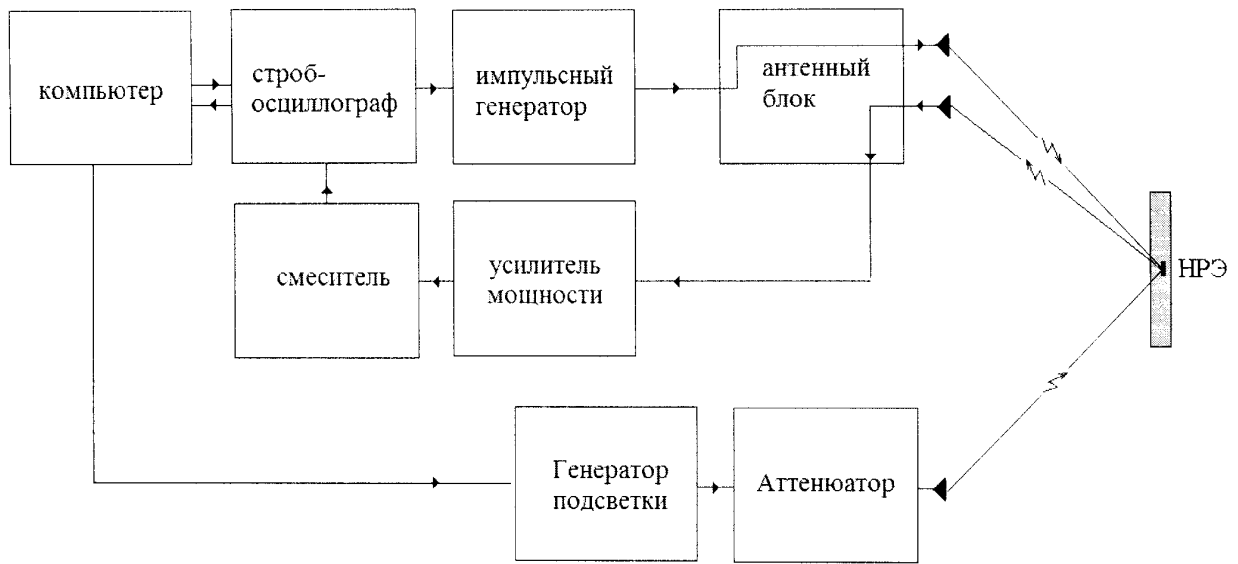 компьютер
строб-
осциллограф
импульсный
генератор
антенный
блок
смеситель
усилитель
мощности
НРЭ
Генератор
подсветки
Аттенюатор